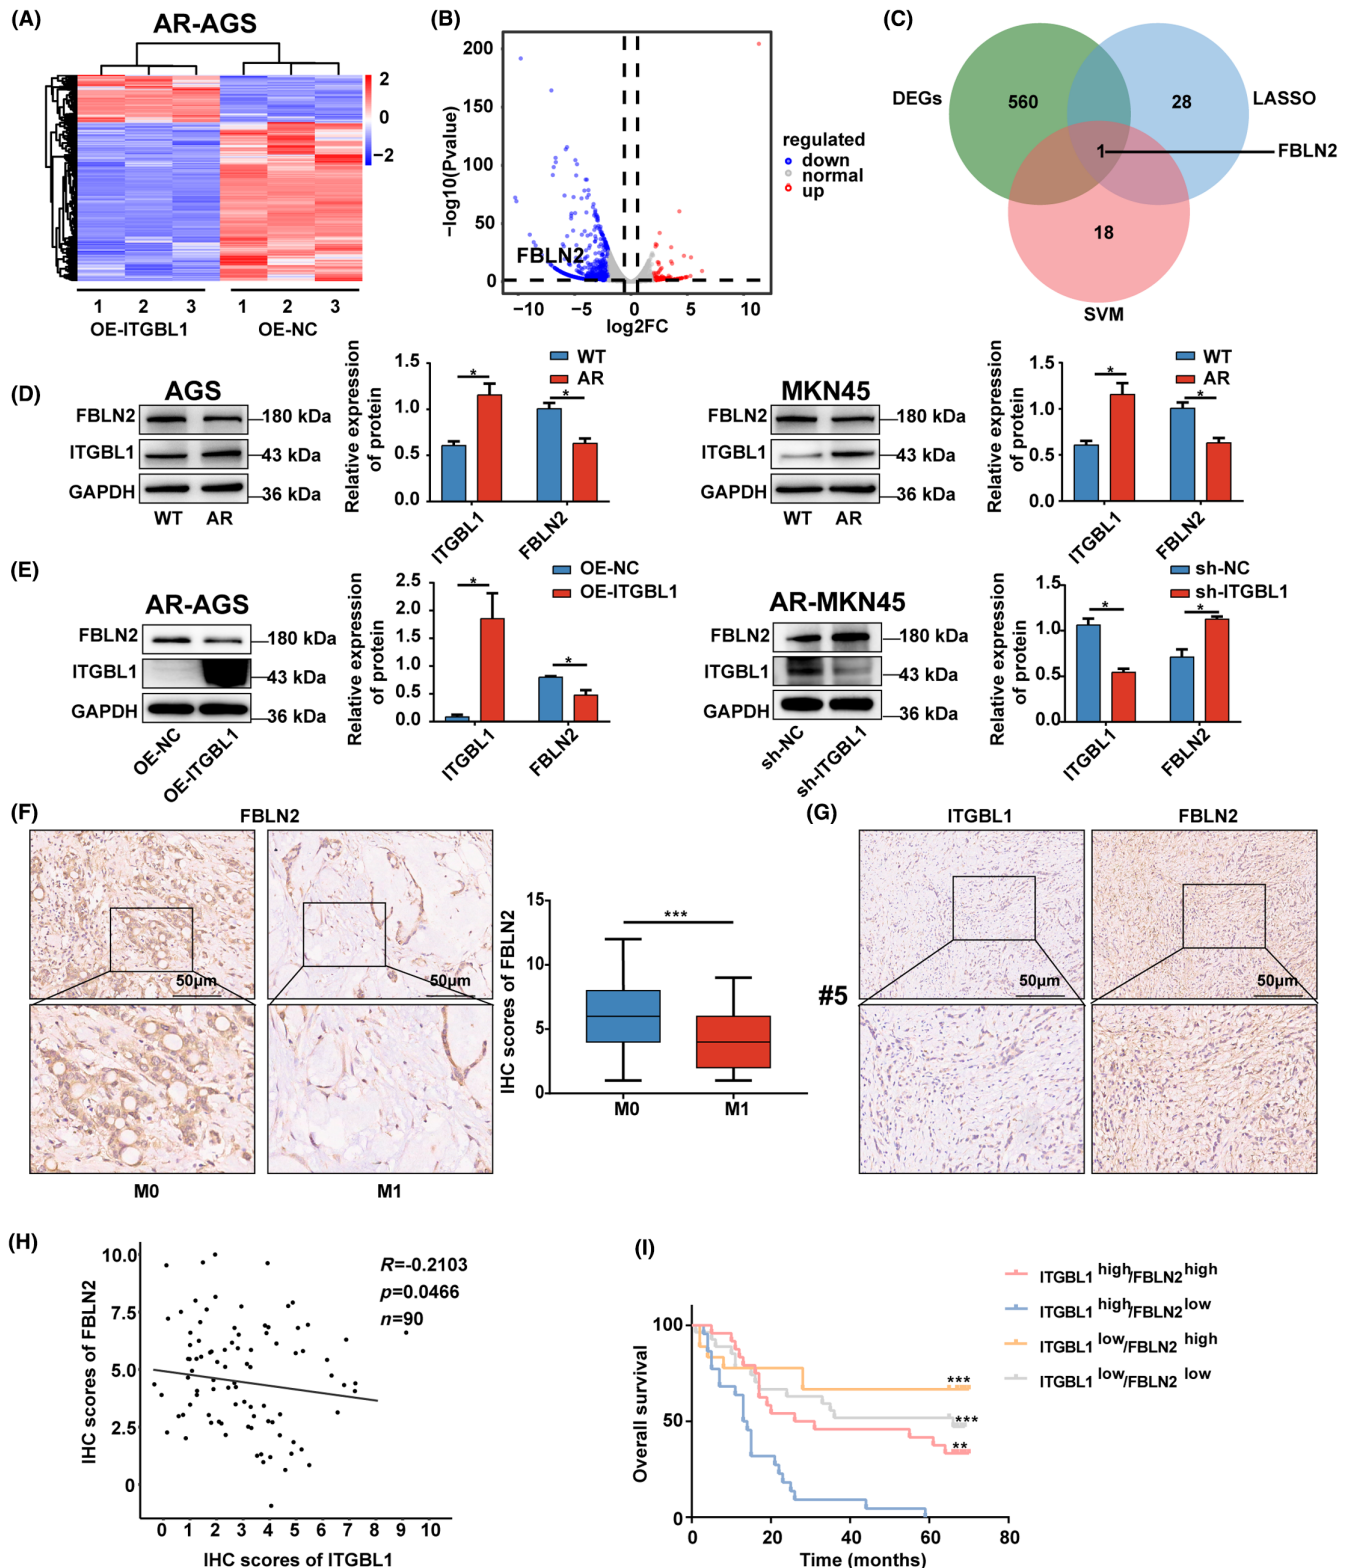 (A)
AR-AGS
2
0
−2
1 2 3 1 2 3
OE-ITGBL1 OE-NC
(B)
−log10(Pvalue)
200
150
100
50
0
FBLN2
−10 −5 0 5 10
log2FC
regulated
down
normal
up
(C)
DEGs
560
28
LASSO
1
FBLN2
18
SVM
(D)
AGS
FBLN2 180 kDa
ITGBL1 43 kDa
GAPDH 36 kDa
WT AR
Relative expression
of protein
1.5
1.0
0.5
0.0
WT
AR
*
*
ITGBL1 FBLN2
MKN45
FBLN2 180 kDa
ITGBL1 43 kDa
GAPDH 36 kDa
WT AR
Relative expression
of protein
1.5
1.0
0.5
0.0
WT
AR
*
*
ITGBL1 FBLN2
(E)
AR-AGS
FBLN2 180 kDa
ITGBL1 43 kDa
GAPDH 36 kDa
OE-NC OE-ITGBL1
Relative expression
of protein
2.5
2.0
1.5
1.0
0.5
0.0
OE-NC
OE-ITGBL1
*
*
ITGBL1 FBLN2
AR-MKN45
FBLN2 180 kDa
ITGBL1 43 kDa
GAPDH 36 kDa
sh-NC sh-ITGBL1
Relative expression
of protein
1.5
1.0
0.5
0.0
sh-NC
sh-ITGBL1
*
*
ITGBL1 FBLN2
(F)
FBLN2
50μm 50μm
M0 M1
IHC scores of FBLN2
15
10
5
0
***
M0 M1
(G)
ITGBL1 FBLN2
#5
50μm 50μm
(H)
IHC scores of FBLN2
10.0
7.5
5.0
2.5
0
R=-0.2103
p=0.0466
n=90
0 1 2 3 4 5 6 7 8 9 10
IHC scores of ITGBL1
(I)
ITGBL1 high/FBLN2 high
ITGBL1 high/FBLN2 low
ITGBL1 low/FBLN2 high
ITGBL1 low/FBLN2 low
Overall survival
100
50
0
***
***
**
0 20 40 60 80
Time (months)